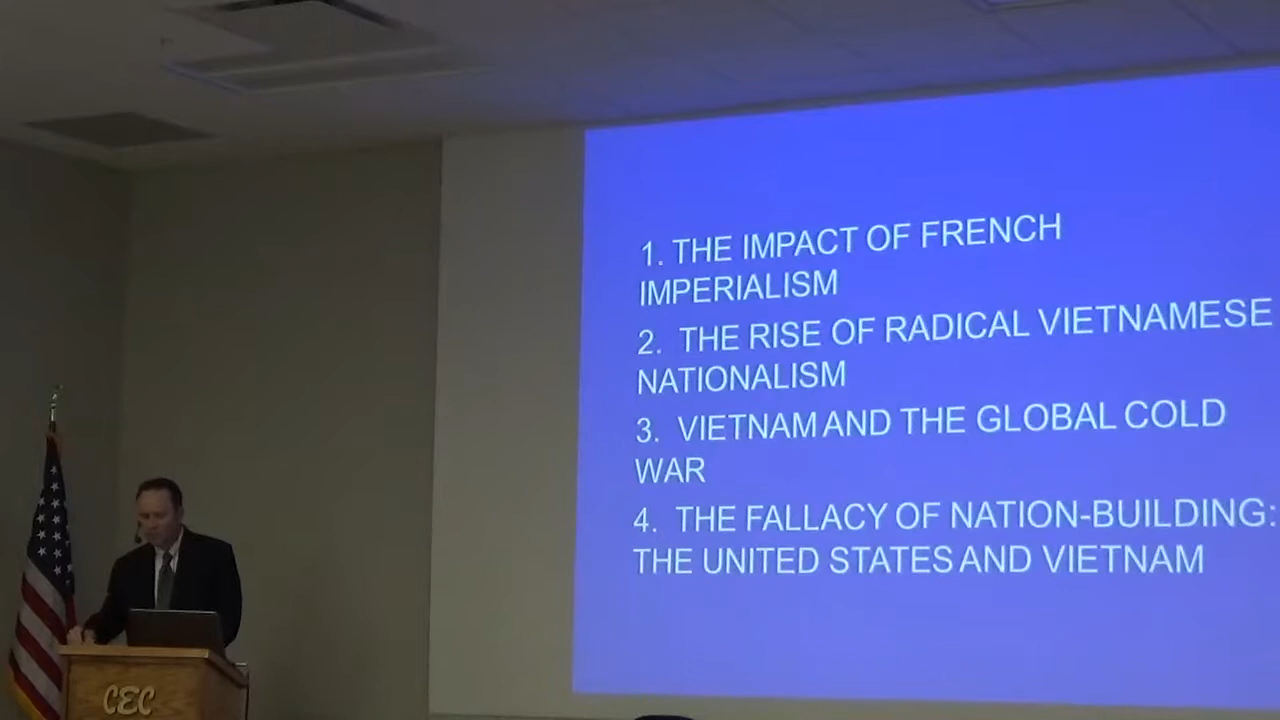 1. THE IMPACT OF FRENCH
IMPERIALISM
2. THE RISE OF RADICAL VIETNAMESE
NATIONALISM
3. VIETNAM AND THE GLOBAL COLD
WAR
4. THE FALLACY OF NATION-BUILDING:
THE UNITED STATES AND VIETNAM
CEC